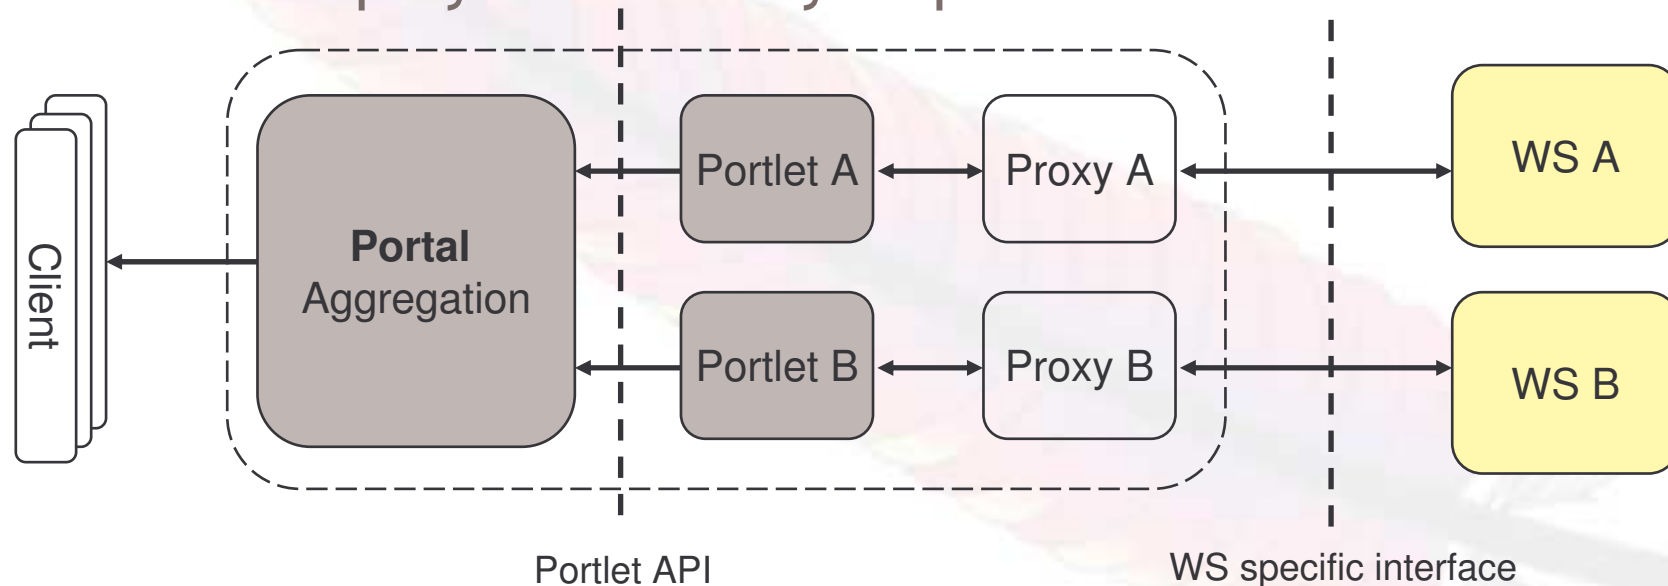 Client
Portal
Aggregation
Portlet A
Proxy A
WS A
Portlet B
Proxy B
WS B
Portlet API
WS specific interface